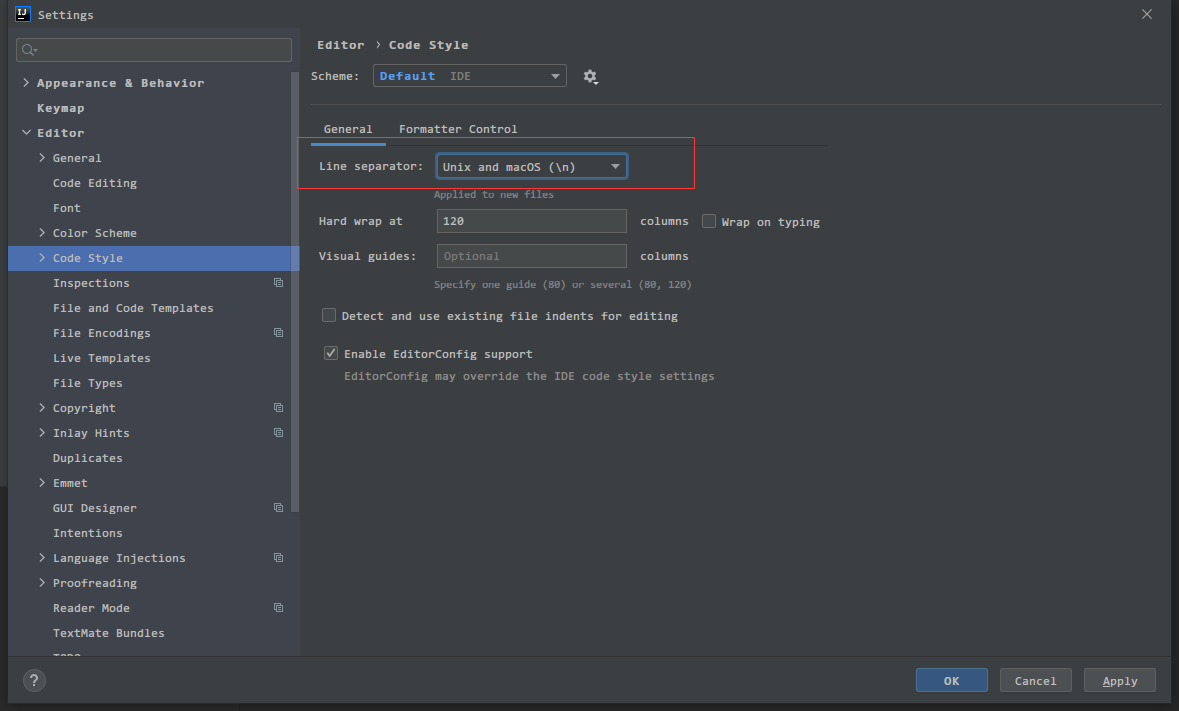 IJ
Settings
Appearance & Behavior
Keymap
Editor
General
Code Editing
Font
Color Scheme
Code Style
Inspections
File and Code Templates
File Encodings
Live Templates
File Types
Copyright
Inlay Hints
Duplicates
Emmet
GUI Designer
Intentions
Language Injections
Proofreading
Reader Mode
TextMate Bundles
Editor › Code Style
Scheme: Default IDE
General Formatter Control
Line separator: Unix and macOS (\n)
Applied to new files
Hard wrap at 120 columns Wrap on typing
Visual guides: Optional columns
Specify one guide (80) or several (80, 120)
Detect and use existing file indents for editing
Enable EditorConfig support
EditorConfig may override the IDE code style settings
? OK Cancel Apply